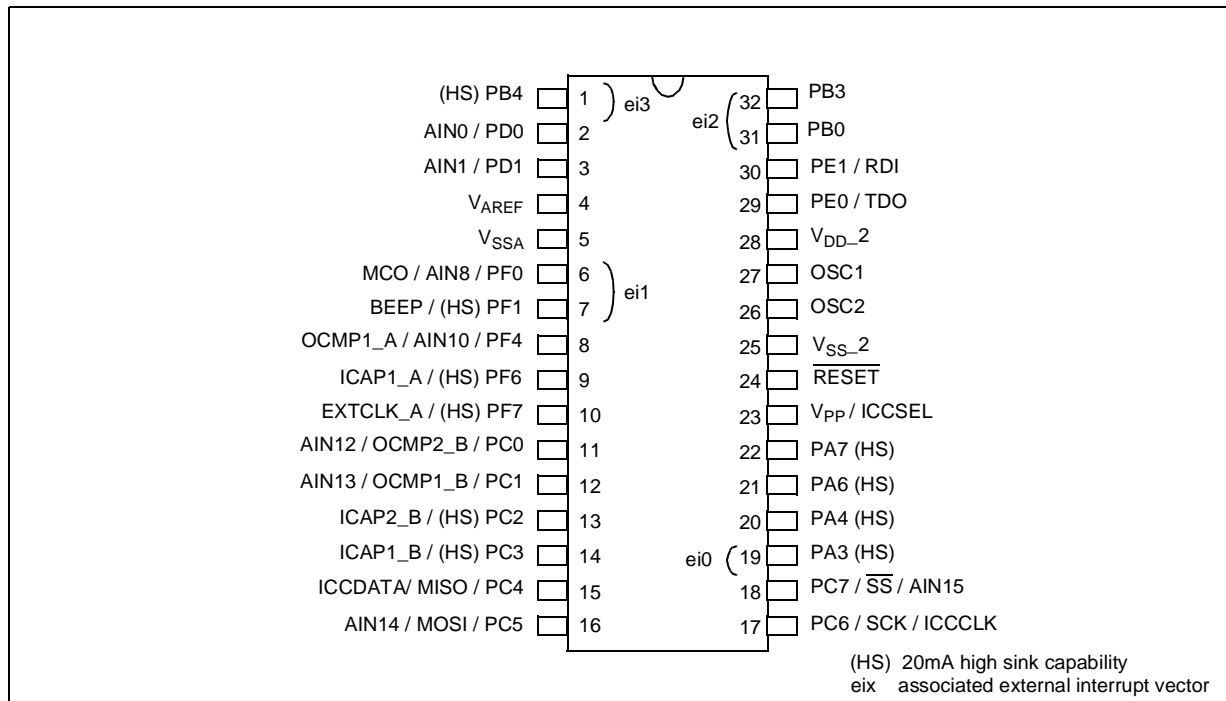 (HS) PB4 1 ei3 ei2 32 PB3
AIN0 / PD0 2 31 PB0
AIN1 / PD1 3 30 PE1 / RDI
VAREF 4 29 PE0 / TDO
VSSA 5 28 VDD_2
MCO / AIN8 / PF0 6 ei1 27 OSC1
BEEP / (HS) PF1 7 26 OSC2
OCMP1_A / AIN10 / PF4 8 25 VSS_2
ICAP1_A / (HS) PF6 9 24 RESET
EXTCLK_A / (HS) PF7 10 23 VPP / ICCSEL
AIN12 / OCMP2_B / PC0 11 22 PA7 (HS)
AIN13 / OCMP1_B / PC1 12 21 PA6 (HS)
ICAP2_B / (HS) PC2 13 20 PA4 (HS)
ICAP1_B / (HS) PC3 14 ei0 19 PA3 (HS)
ICCDATA/ MISO / PC4 15 18 PC7 / SS / AIN15
AIN14 / MOSI / PC5 16 17 PC6 / SCK / ICCCLK
(HS) 20mA high sink capability
eix associated external interrupt vector